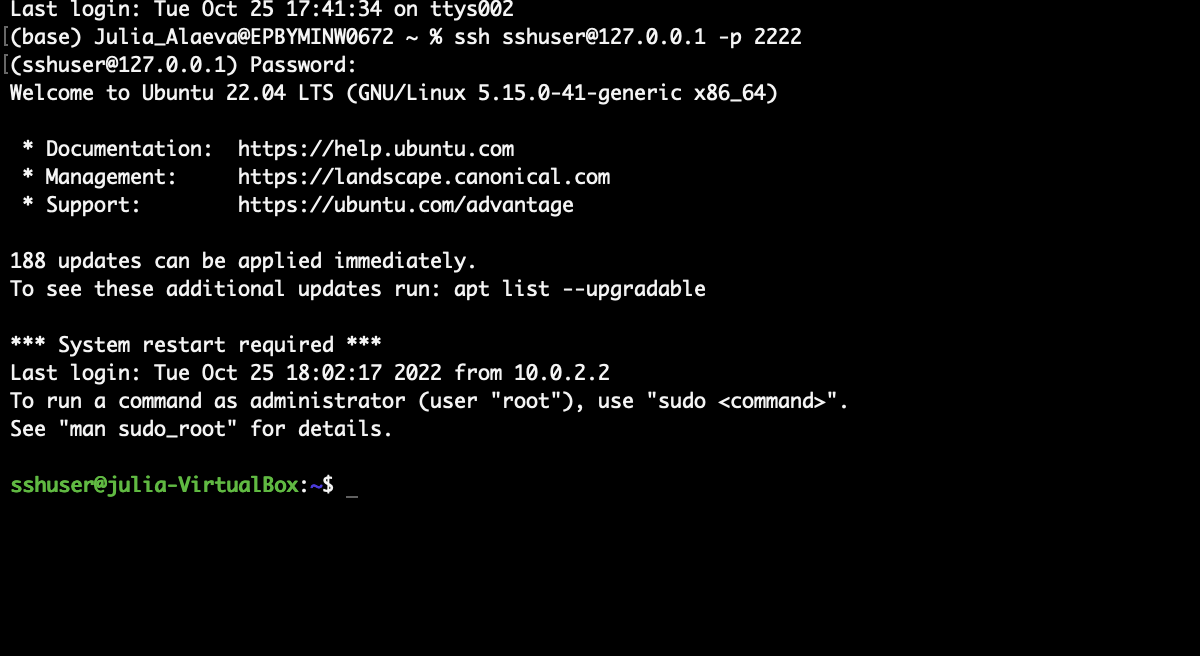 Last login: Tue Oct 25 17:41:34 on ttys002
[(base) Julia_Alaeva@EPBYMINW0672 ~ % ssh sshuser@127.0.0.1 -p 2222
[(sshuser@127.0.0.1) Password:
Welcome to Ubuntu 22.04 LTS (GNU/Linux 5.15.0-41-generic x86_64)
 * Documentation:  https://help.ubuntu.com
 * Management:     https://landscape.canonical.com
 * Support:        https://ubuntu.com/advantage
188 updates can be applied immediately.
To see these additional updates run: apt list --upgradable
*** System restart required ***
Last login: Tue Oct 25 18:02:17 2022 from 10.0.2.2
To run a command as administrator (user "root"), use "sudo <command>".
See "man sudo_root" for details.
sshuser@julia-VirtualBox:~$ _